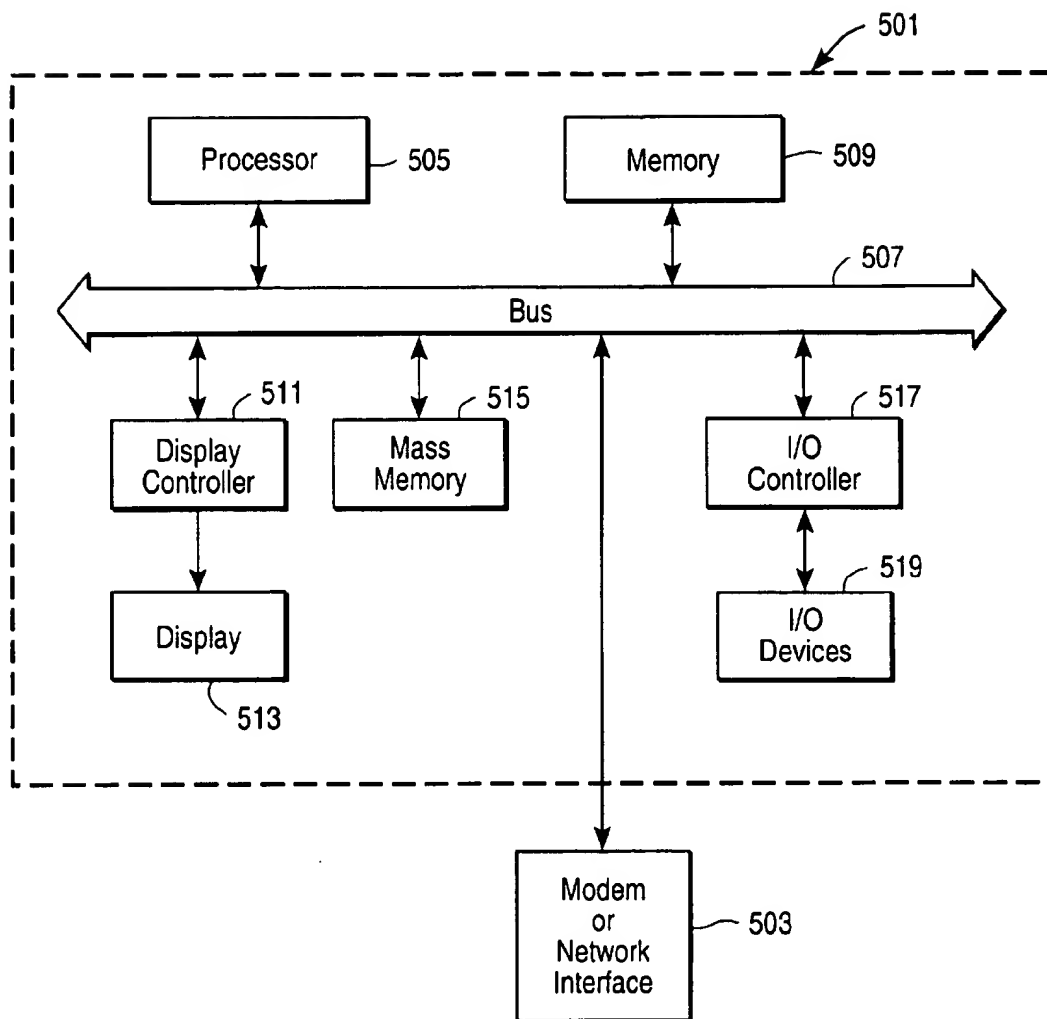 501
Processor
505
Memory
509
507
Bus
511
Display
Controller
515
Mass
Memory
517
I/O
Controller
519
I/O
Devices
Display
513
Modem
or
Network
Interface
503